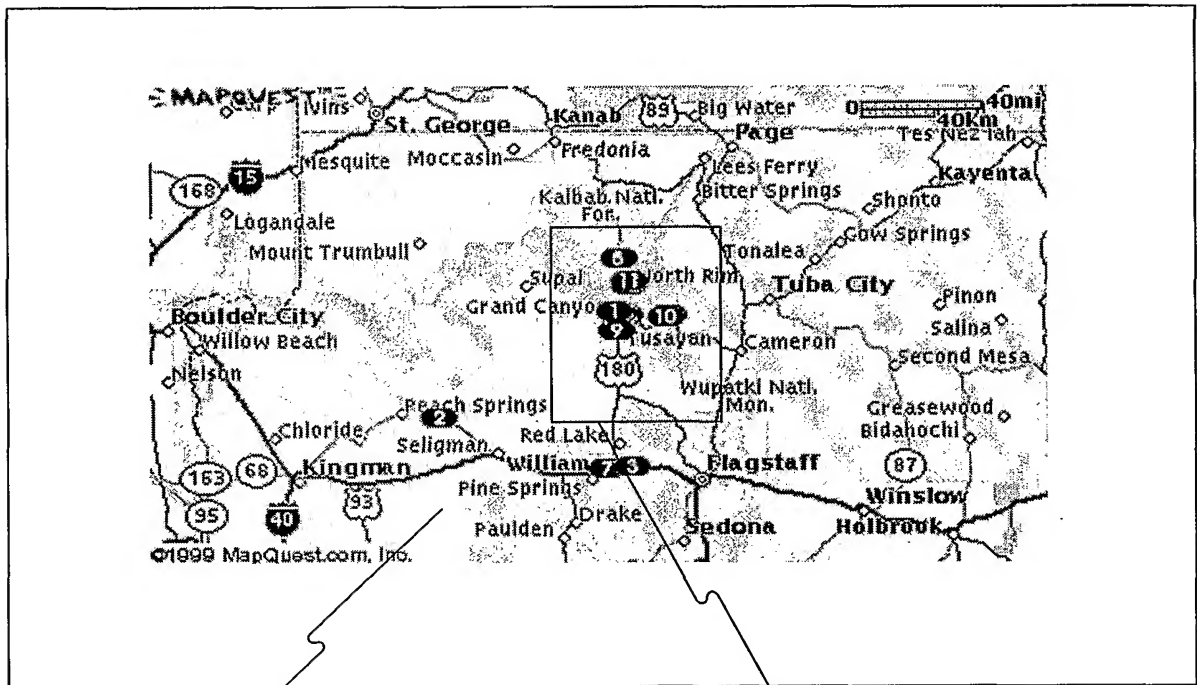 MAPQUEST
Ivins
St. George
Kanab
89
Big Water
0 40mi
40Km
Page
Tes Nez Iah
Mesquite
Moccasin
Fredonia
Lees Ferry
Kayenta
168
15
Kaibab Natl.
For.
Bitter Springs
Shonto
Logandale
Mount Trumbull
Tonalea
Cow Springs
8
Supai
11
orth Rim
Tuba City
Grand Canyo
1
10
Pinon
Boulder City
9
Tusayan
Salina
Willow Beach
Cameron
Second Mesa
Nelson
180
Wupatki Natl.
Mon.
Peach Springs
2
Greasewood
Chloride
Seligman
Red Lake
Bidahochi
163
68
Kingman
William
7
3
Flagstaff
87
Pine Springs
93
Winslow
95
40
Drake
Paulden
Sedona
Holbrook
©1999 MapQuest.com, Inc.